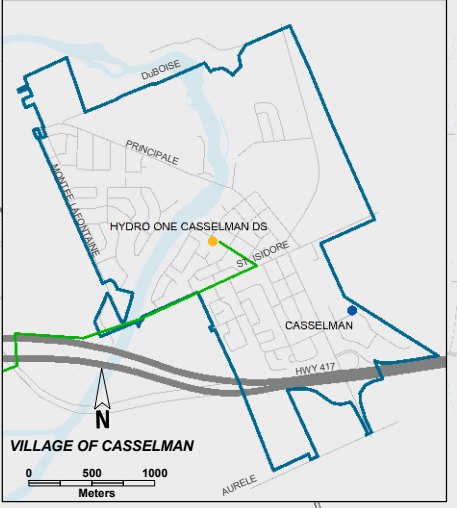 DuBOISE
PRINCIPALE
MONTEE LAFONTAINE
HYDRO ONE CASSELMAN DS
ST. ISIDORE
CASSELMAN
HWY 417
N
VILLAGE OF CASSELMAN
0 500 1000
Meters
AURELE